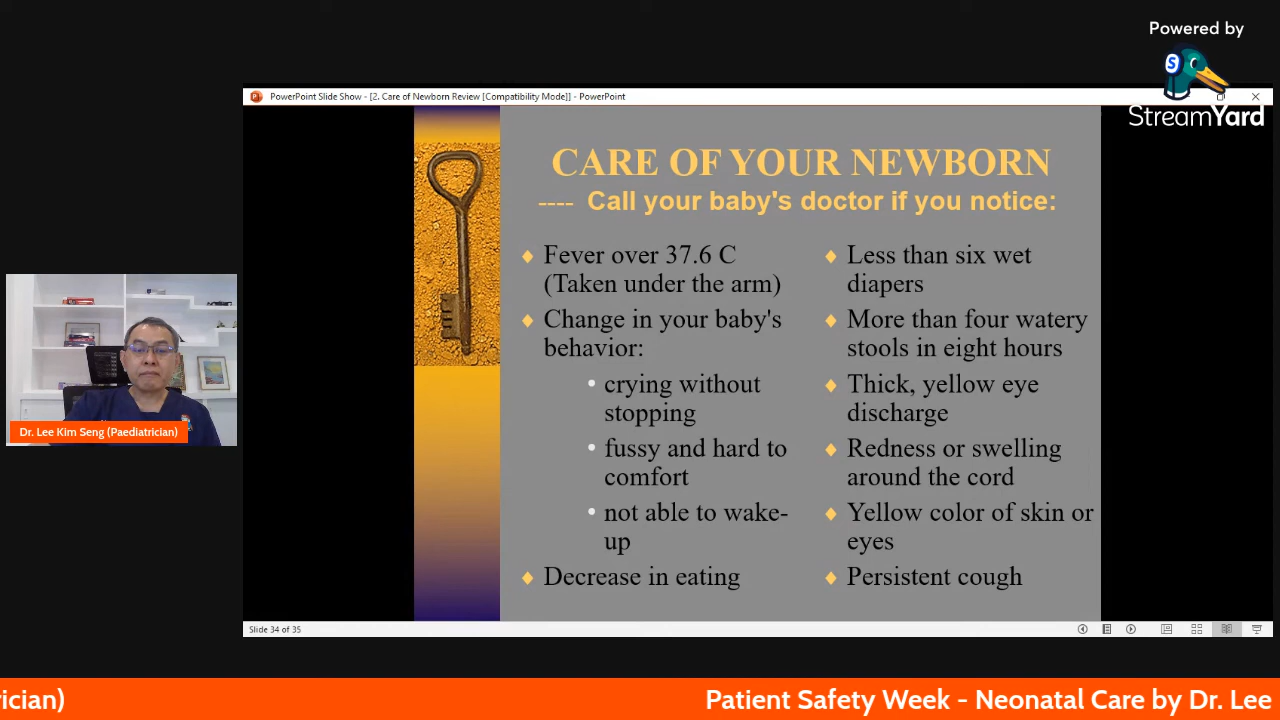 Powered by
StreamYard
PowerPoint Slide Show - [2. Care of Newborn Review [Compatibility Mode]] - PowerPoint
CARE OF YOUR NEWBORN
---- Call your baby's doctor if you notice:
Fever over 37.6 C
(Taken under the arm)
Change in your baby's
behavior:
crying without
stopping
fussy and hard to
comfort
not able to wake-
up
Decrease in eating
Less than six wet
diapers
More than four watery
stools in eight hours
Thick, yellow eye
discharge
Redness or swelling
around the cord
Yellow color of skin or
eyes
Persistent cough
Dr. Lee Kim Seng (Paediatrician)
Slide 34 of 35
rician)
Patient Safety Week - Neonatal Care by Dr. Lee